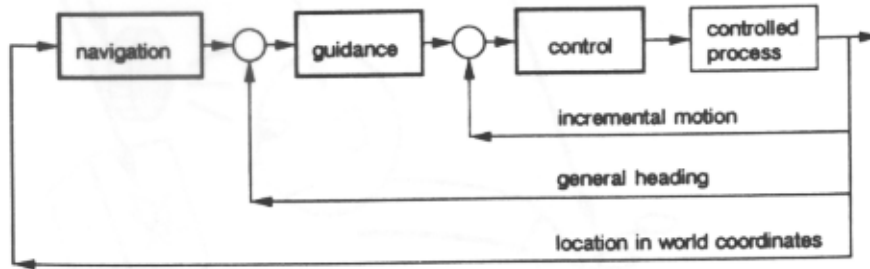 navigation
guidance
control
controlled
process
incremental motion
general heading
location in world coordinates